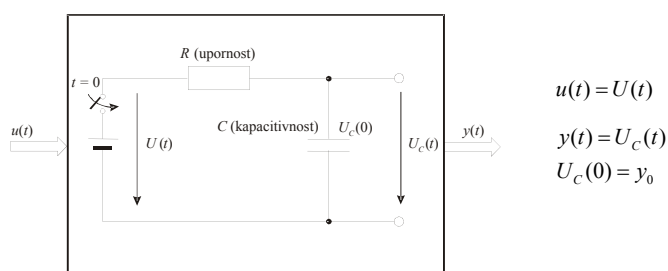 R (upornost)
t = 0
u(t)
U(t)
C (kapacitivnost)
U_C(0)
U_C(t)
y(t)
u(t) = U(t)
y(t) = U_C(t)
U_C(0) = y_0